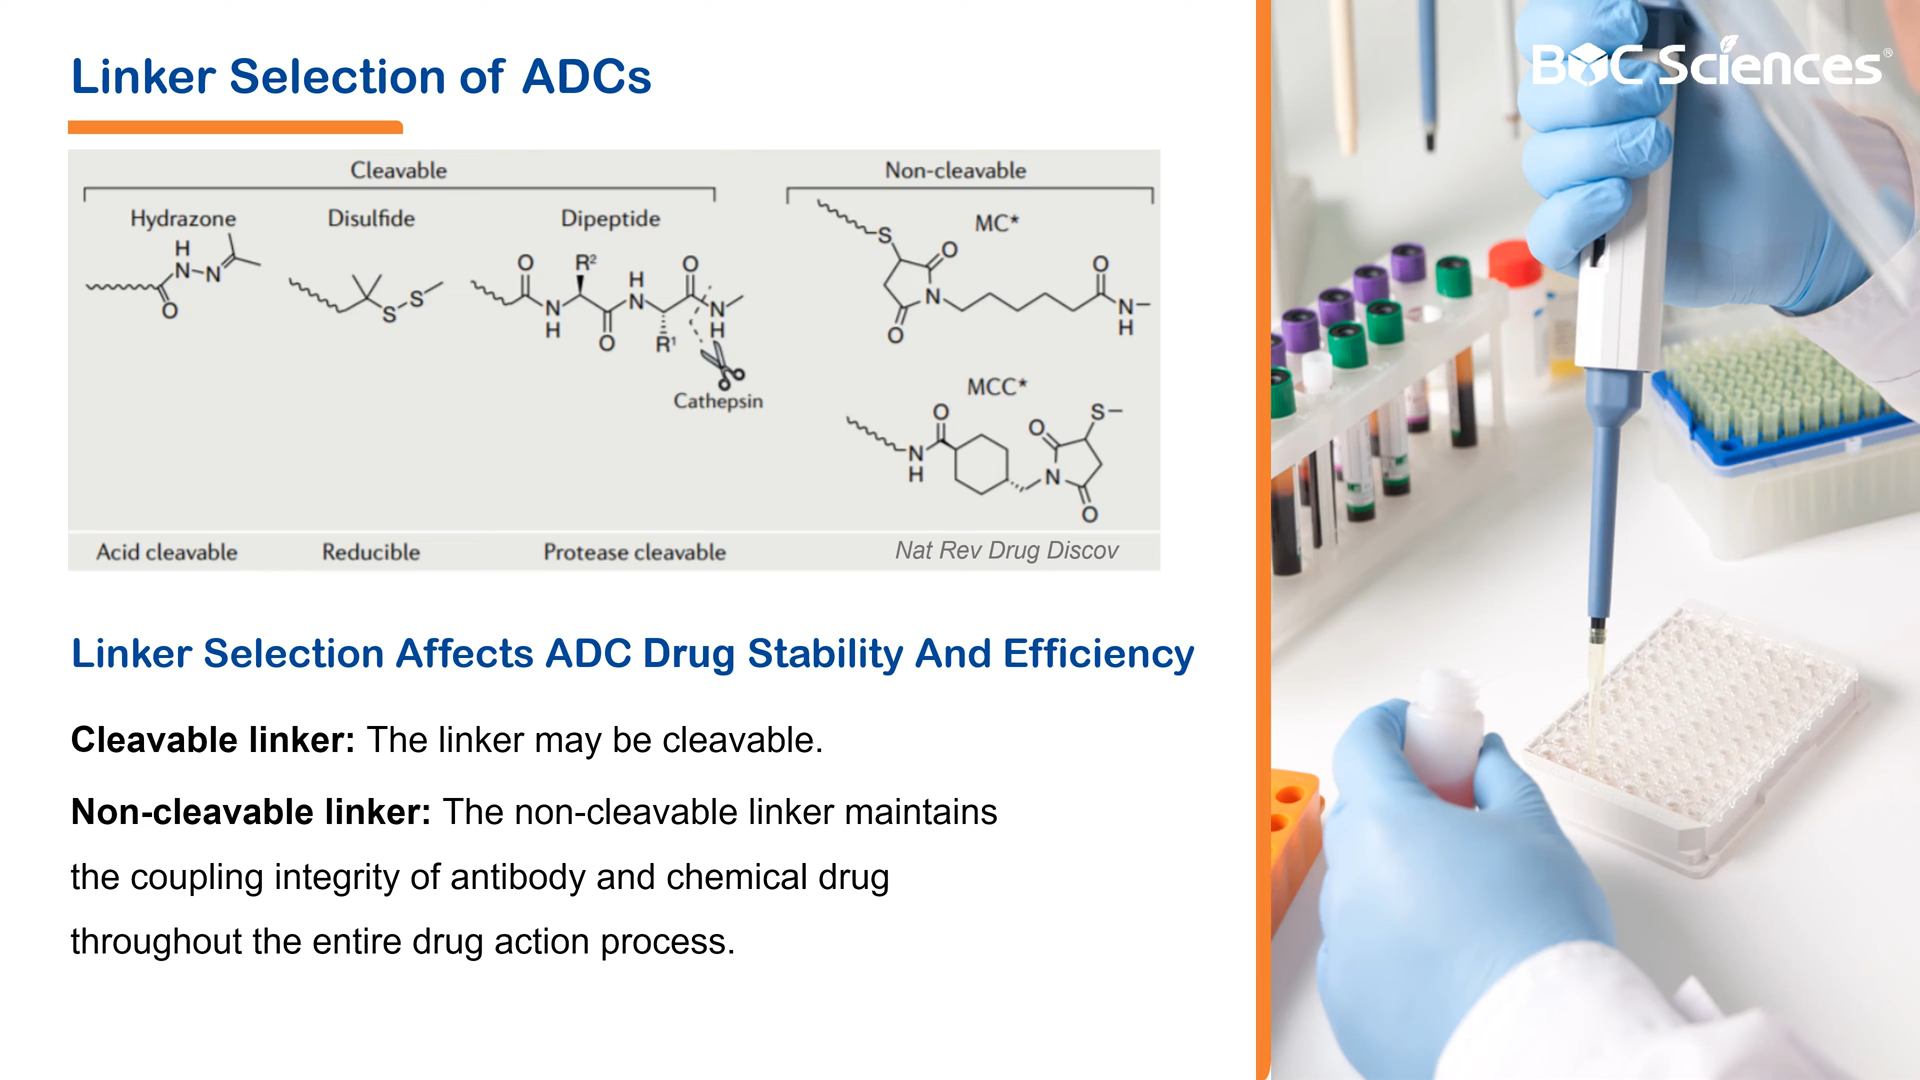 Linker Selection of ADCs
BOC Sciences®
Cleavable
Non-cleavable
Hydrazone
Disulfide
Dipeptide
MC*
H
N
N
O
S
S
O
R²
H
N
O
N
H
O
R¹
N
H
Cathepsin
S
O
N
O
O
N
H
MCC*
O
N
H
O
S
N
O
Acid cleavable
Reducible
Protease cleavable
Nat Rev Drug Discov
Linker Selection Affects ADC Drug Stability And Efficiency
Cleavable linker: The linker may be cleavable.
Non-cleavable linker: The non-cleavable linker maintains
the coupling integrity of antibody and chemical drug
throughout the entire drug action process.